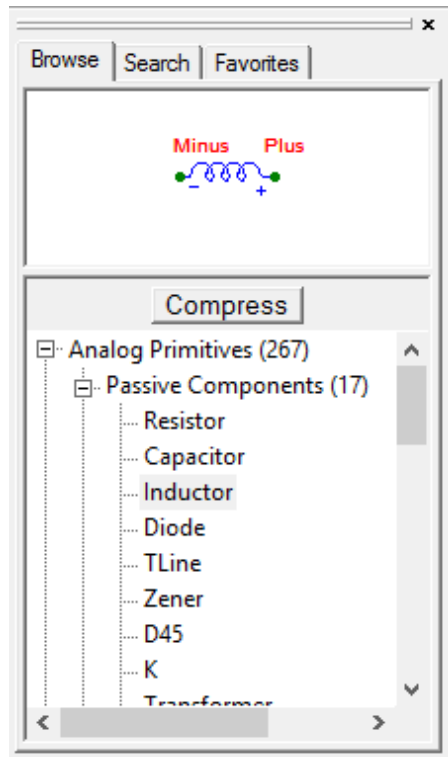 Browse Search Favorites
Minus Plus
- +
Compress
Analog Primitives (267)
Passive Components (17)
Resistor
Capacitor
Inductor
Diode
TLine
Zener
D45
K
Transformer